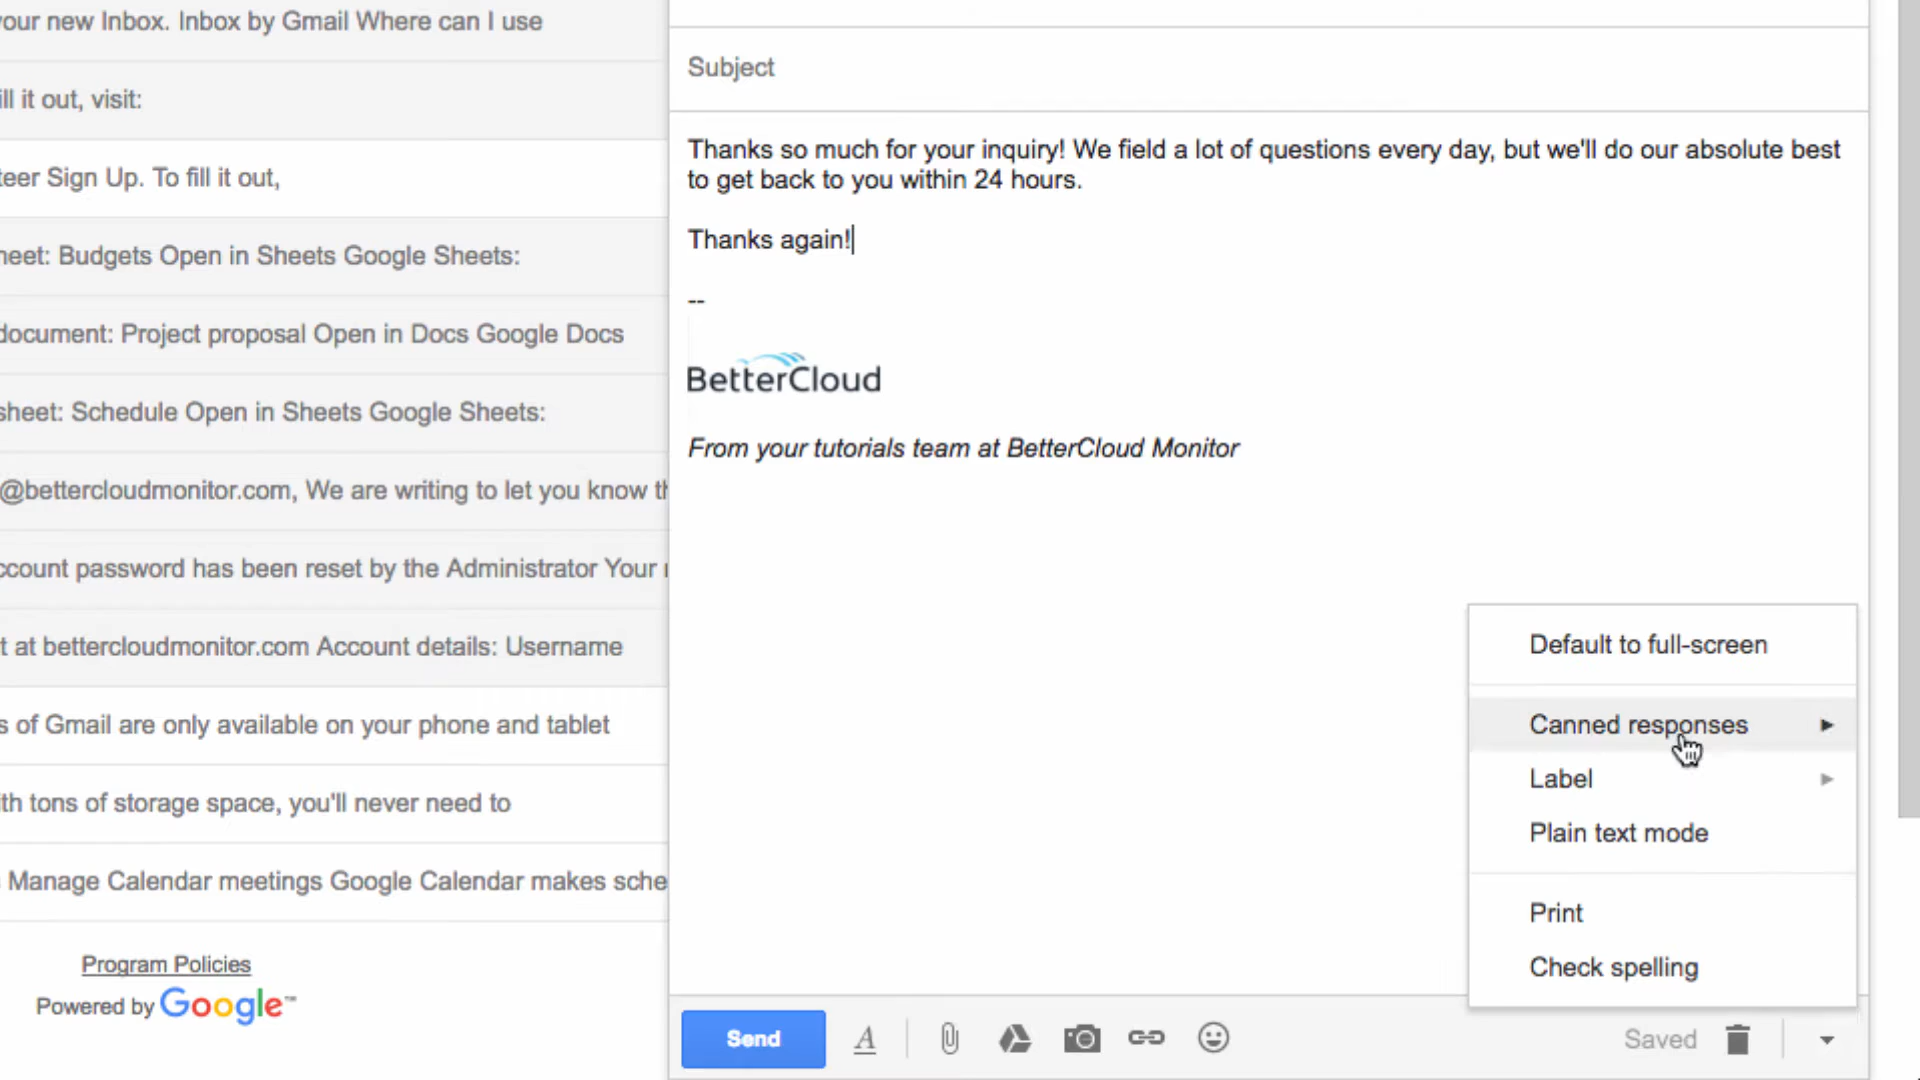 your new Inbox. Inbox by Gmail Where can I use
ill it out, visit:
teer Sign Up. To fill it out,
heet: Budgets Open in Sheets Google Sheets:
document: Project proposal Open in Docs Google Docs
sheet: Schedule Open in Sheets Google Sheets:
@bettercloudmonitor.com, We are writing to let you know th
ccount password has been reset by the Administrator Your
t at bettercloudmonitor.com Account details: Username
s of Gmail are only available on your phone and tablet
ith tons of storage space, you'll never need to
Manage Calendar meetings Google Calendar makes sche
Program Policies
Powered by Google™
Subject
Thanks so much for your inquiry! We field a lot of questions every day, but we'll do our absolute best
to get back to you within 24 hours.
Thanks again!
--
BetterCloud
From your tutorials team at BetterCloud Monitor
Default to full-screen
Canned responses
Label
Plain text mode
Print
Check spelling
Send
A
Saved